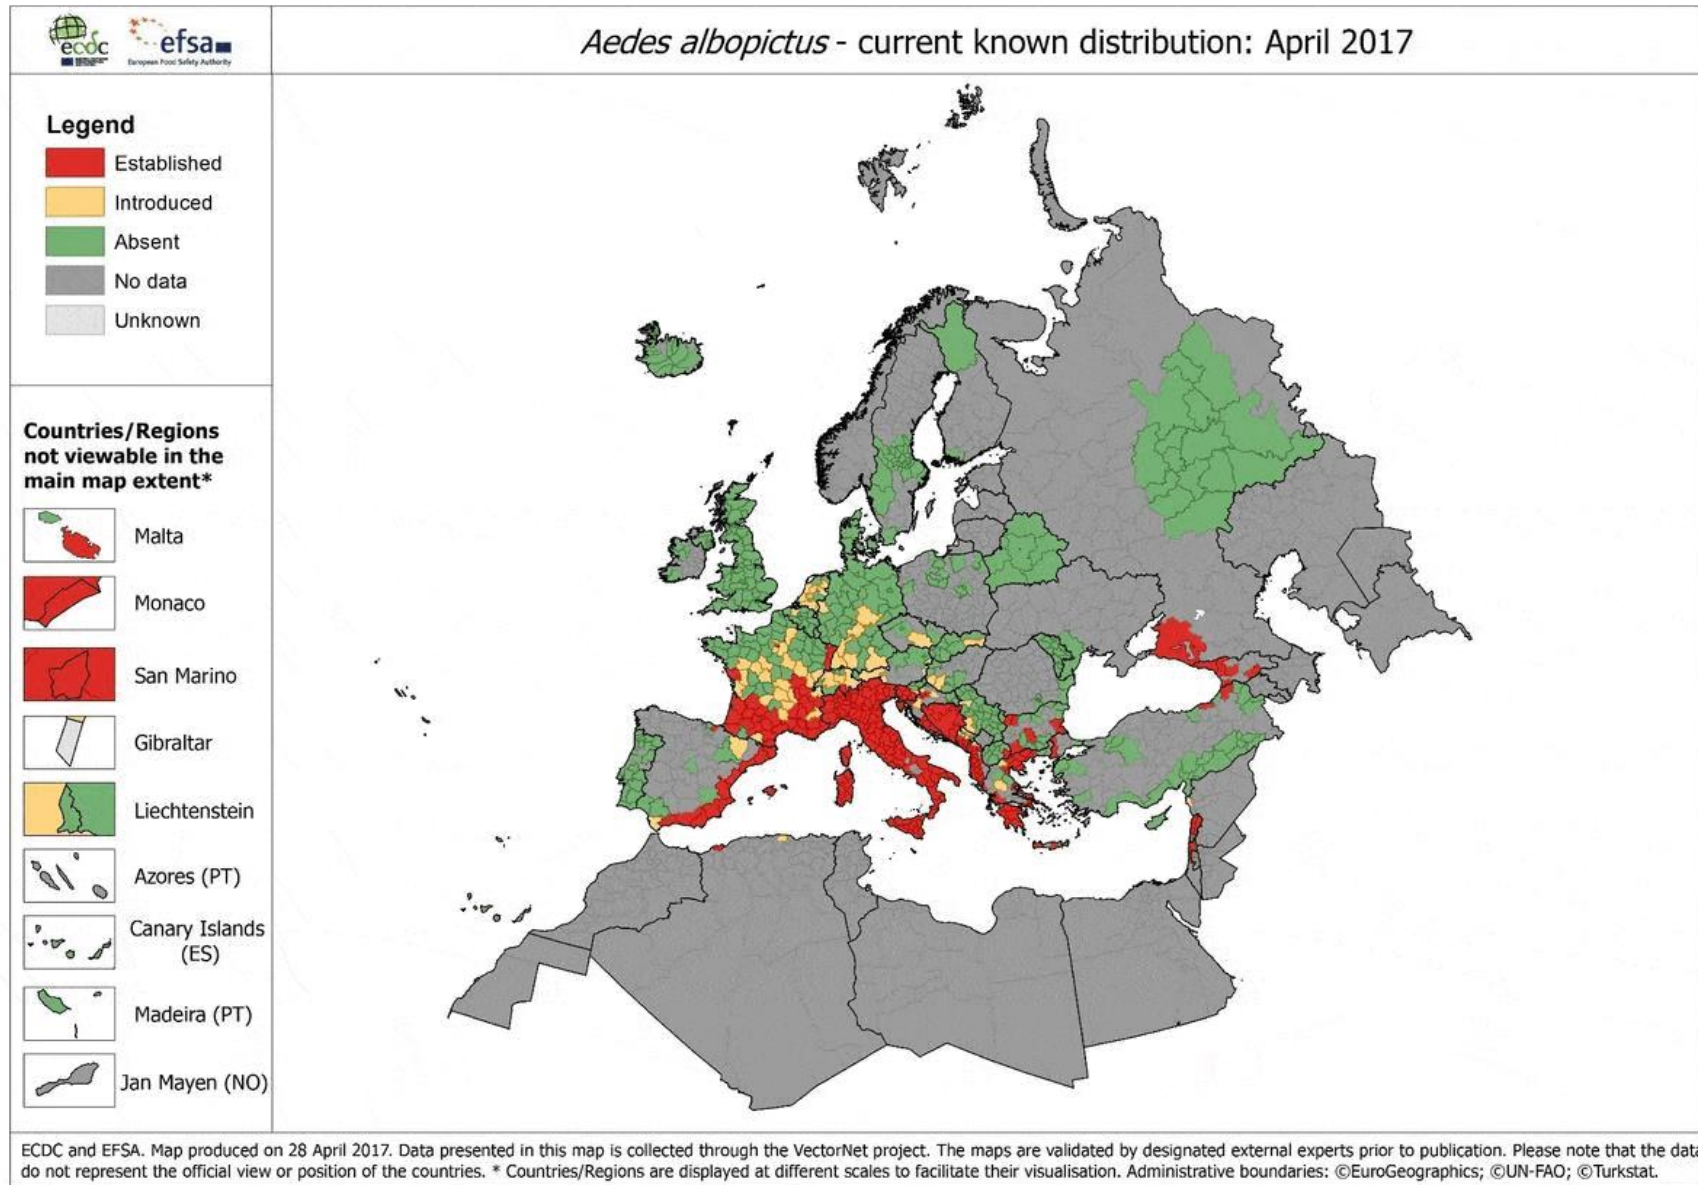 ecdc
efsa
European Food Safety Authority
Aedes albopictus - current known distribution: April 2017
Legend
Established
Introduced
Absent
No data
Unknown
Countries/Regions
not viewable in the
main map extent*
Malta
Monaco
San Marino
Gibraltar
Liechtenstein
Azores (PT)
Canary Islands
(ES)
Madeira (PT)
Jan Mayen (NO)
ECDC and EFSA. Map produced on 28 April 2017. Data presented in this map is collected through the VectorNet project. The maps are validated by designated external experts prior to publication. Please note that the data
do not represent the official view or position of the countries. * Countries/Regions are displayed at different scales to facilitate their visualisation. Administrative boundaries: ©EuroGeographics; ©UN-FAO; ©Turkstat.